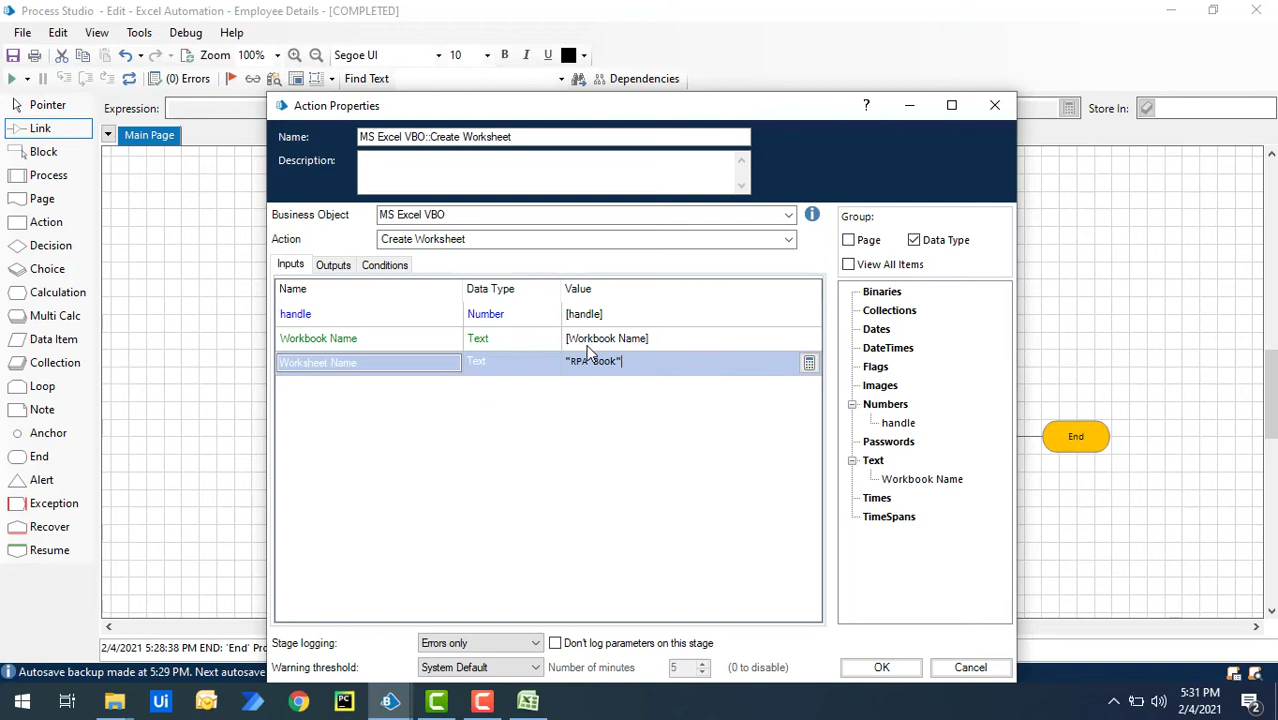 Process Studio - Edit - Excel Automation - Employee Details - [COMPLETED]
File Edit View Tools Debug Help
Zoom 100% Segoe UI 10 B I U
(0) Errors Find Text Dependencies
Pointer Expression: Store In:
Link
Block
Process
Page
Action
Decision
Choice
Calculation
Multi Calc
Data Item
Collection
Loop
Note
Anchor
End
Alert
Exception
Recover
Resume
Main Page
Action Properties ?
Name: MS Excel VBO::Create Worksheet
Description:
Business Object MS Excel VBO
Action Create Worksheet
Inputs Outputs Conditions
Name Data Type Value
handle Number [handle]
Workbook Name Text [Workbook Name]
Worksheet Name Text "RPA Book"
Group:
Page Data Type
View All Items
Binaries
Collections
Dates
DateTimes
Flags
Images
Numbers
handle
Passwords
Text
Workbook Name
Times
TimeSpans
End
Stage logging: Errors only Don't log parameters on this stage
Warning threshold: System Default Number of minutes 5 (0 to disable) OK Cancel
2/4/2021 5:28:38 PM END: 'End'
Autosave backup made at 5:29 PM. Next autosave
Ui PC
5:31 PM
2/4/2021
2